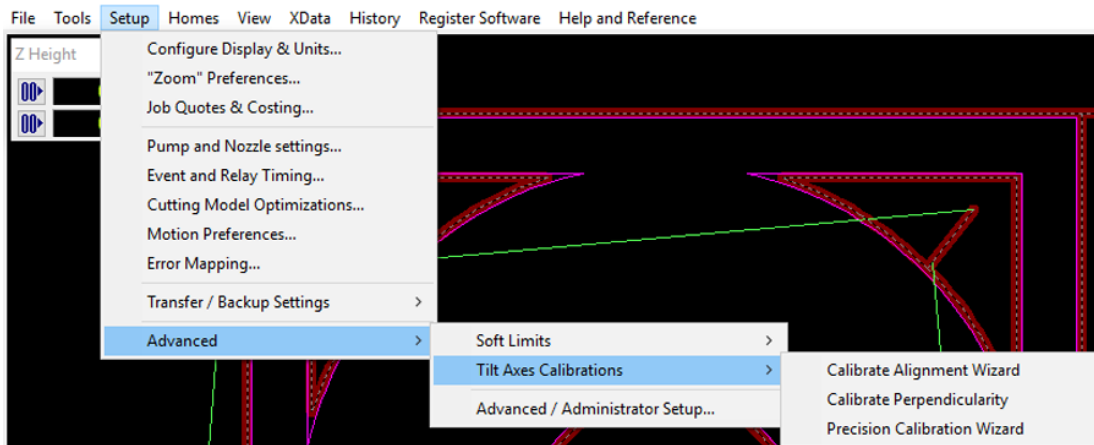 File Tools Setup Homes View XData History Register Software Help and Reference
Z Height
Configure Display & Units...
"Zoom" Preferences...
Job Quotes & Costing...
Pump and Nozzle settings...
Event and Relay Timing...
Cutting Model Optimizations...
Motion Preferences...
Error Mapping...
Transfer / Backup Settings >
Advanced >
Soft Limits >
Tilt Axes Calibrations >
Advanced / Administrator Setup...
Calibrate Alignment Wizard
Calibrate Perpendicularity
Precision Calibration Wizard